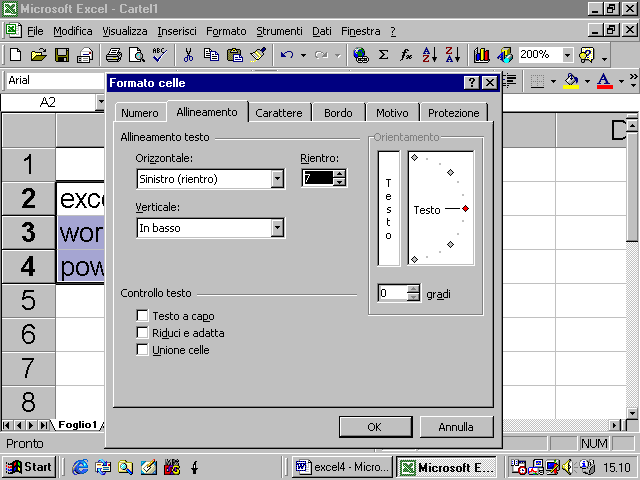 Microsoft Excel - Cartel1
File Modifica Visualizza Inserisci Formato Strumenti Dati Finestra ?
ABC Σ fx A Z Z A 200% ?
Arial A
A2
Formato celle ?
Numero Allineamento Carattere Bordo Motivo Protezione
Allineamento testo Orientamento
Orizzontale: Rientro:
Sinistro (rientro) 7
Verticale:
In basso
Testo Testo
0 gradi
Controllo testo
Testo a capo
Riduci e adatta
Unione celle
OK Annulla
D
1
2 exc
3 wor
4 pow
5
6
7
8
Foglio1
Pronto NUM
Start excel4 - Micro... Microsoft E... 15.10